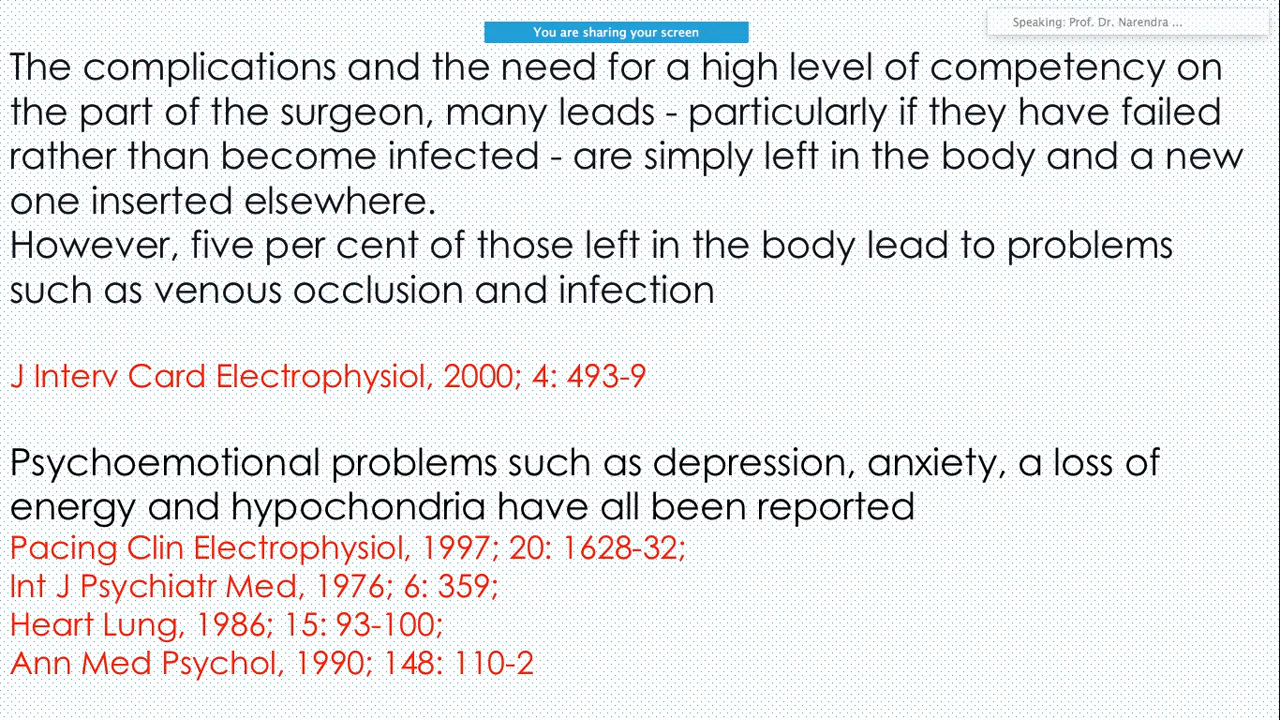 You are sharing your screen
Speaking: Prof. Dr. Narendra ...
The complications and the need for a high level of competency on
the part of the surgeon, many leads - particularly if they have failed
rather than become infected - are simply left in the body and a new
one inserted elsewhere.
However, five per cent of those left in the body lead to problems
such as venous occlusion and infection
J Interv Card Electrophysiol, 2000; 4: 493-9
Psychoemotional problems such as depression, anxiety, a loss of
energy and hypochondria have all been reported
Pacing Clin Electrophysiol, 1997; 20: 1628-32;
Int J Psychiatr Med, 1976; 6: 359;
Heart Lung, 1986; 15: 93-100;
Ann Med Psychol, 1990; 148: 110-2